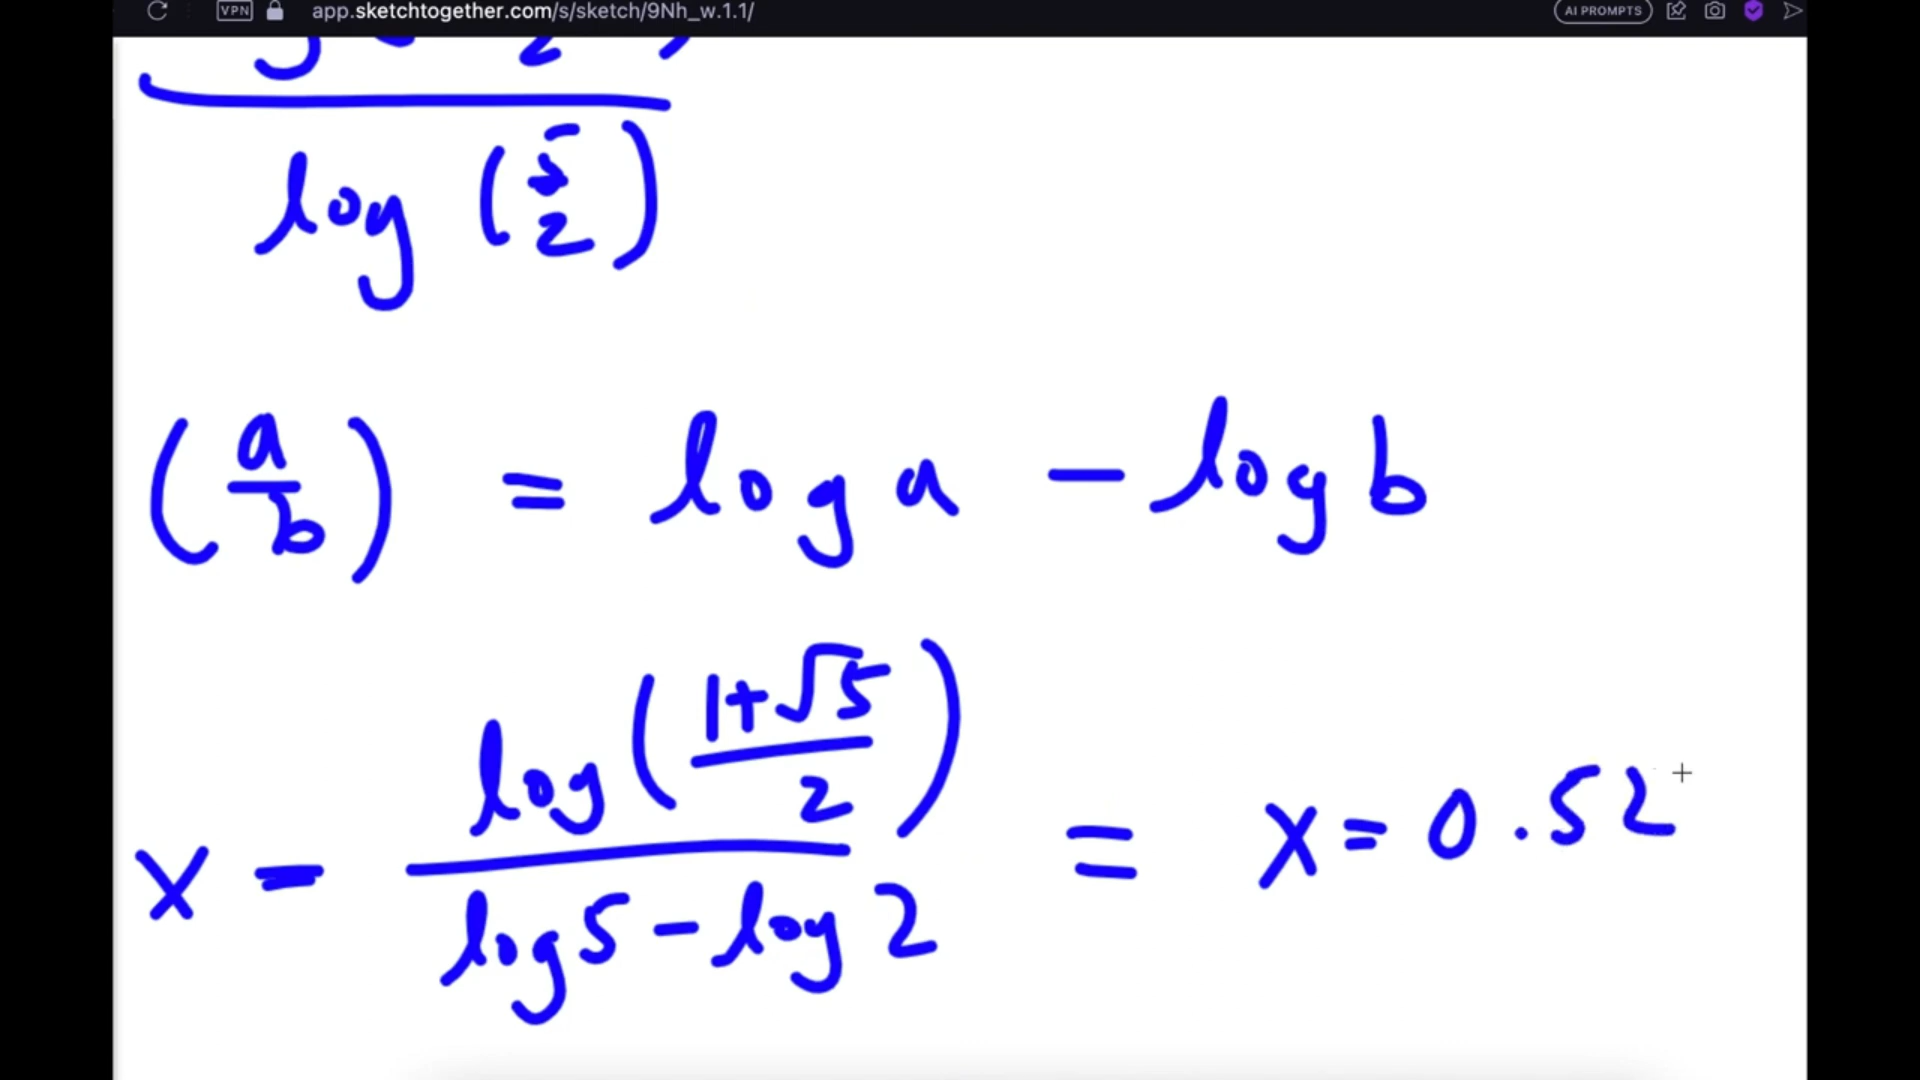 VPN app.sketchtogether.com/s/sketch/9Nh_w.1.1/ AI PROMPTS
log (5/2)
(a/b) = log a - log b
x = log((1+√5)/2) / (log 5 - log 2) = x = 0.52